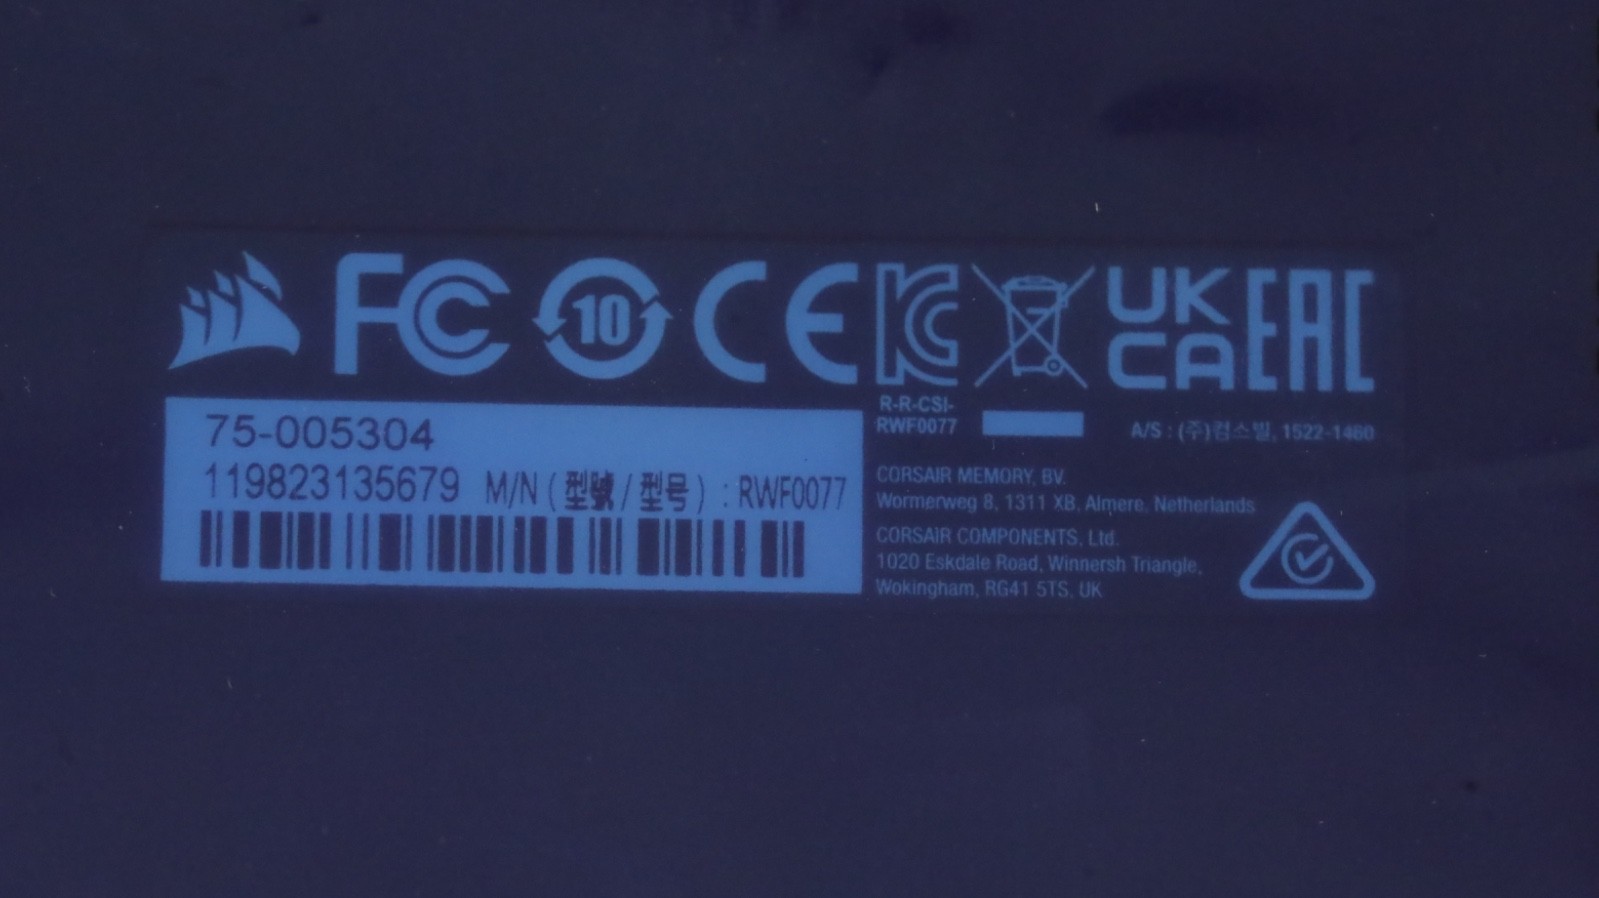 FC 10 CE UK CA EAC
75-005304
119823135679 M/N (型號/型号) : RWF0077
R-R-CSI-
RWF0077
A/S : (주)컴스빌, 1522-1460
CORSAIR MEMORY, BV.
Wormerweg 8, 1311 XB, Almere, Netherlands
CORSAIR COMPONENTS, Ltd.
1020 Eskdale Road, Winnersh Triangle,
Wokingham, RG41 5TS, UK